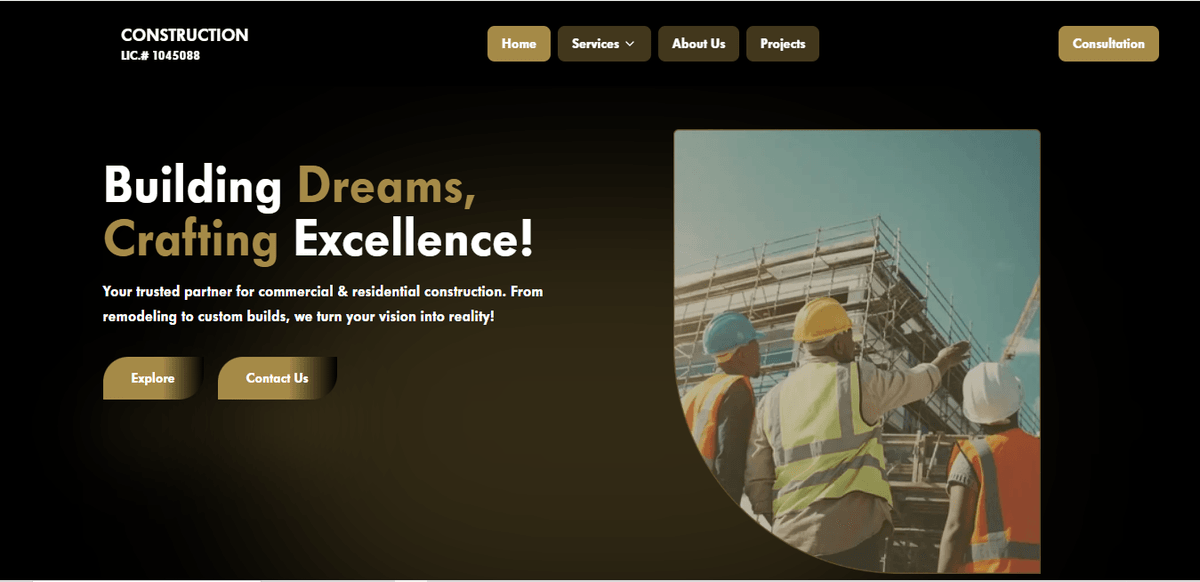 CONSTRUCTION
LIC.# 1045088
Home
Services
About Us
Projects
Consultation
Building Dreams,
Crafting Excellence!
Your trusted partner for commercial & residential construction. From
remodeling to custom builds, we turn your vision into reality!
Explore
Contact Us